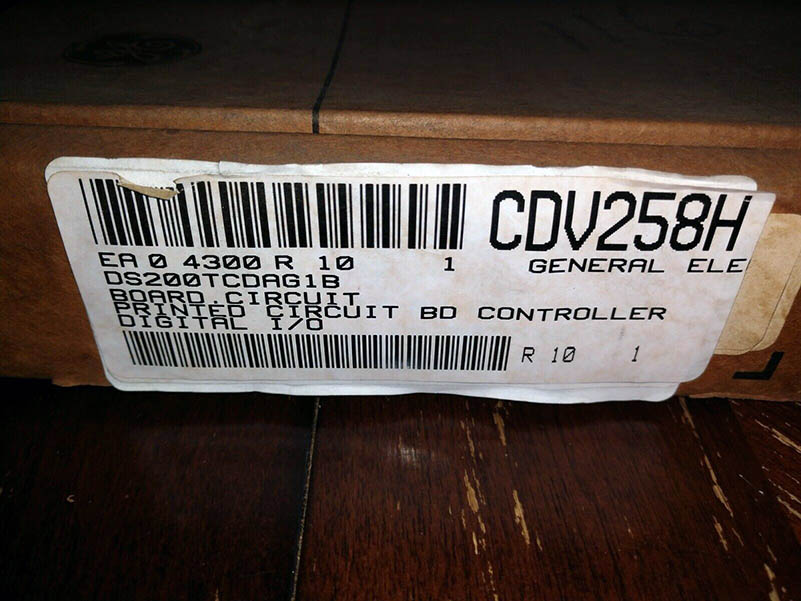 CDV258H
EA 0 4300 R 10 1
GENERAL ELE
DS200TCDAG1B
BOARD,CIRCUIT
PRINTED CIRCUIT BD CONTROLLER
DIGITAL I/O
R 10 1